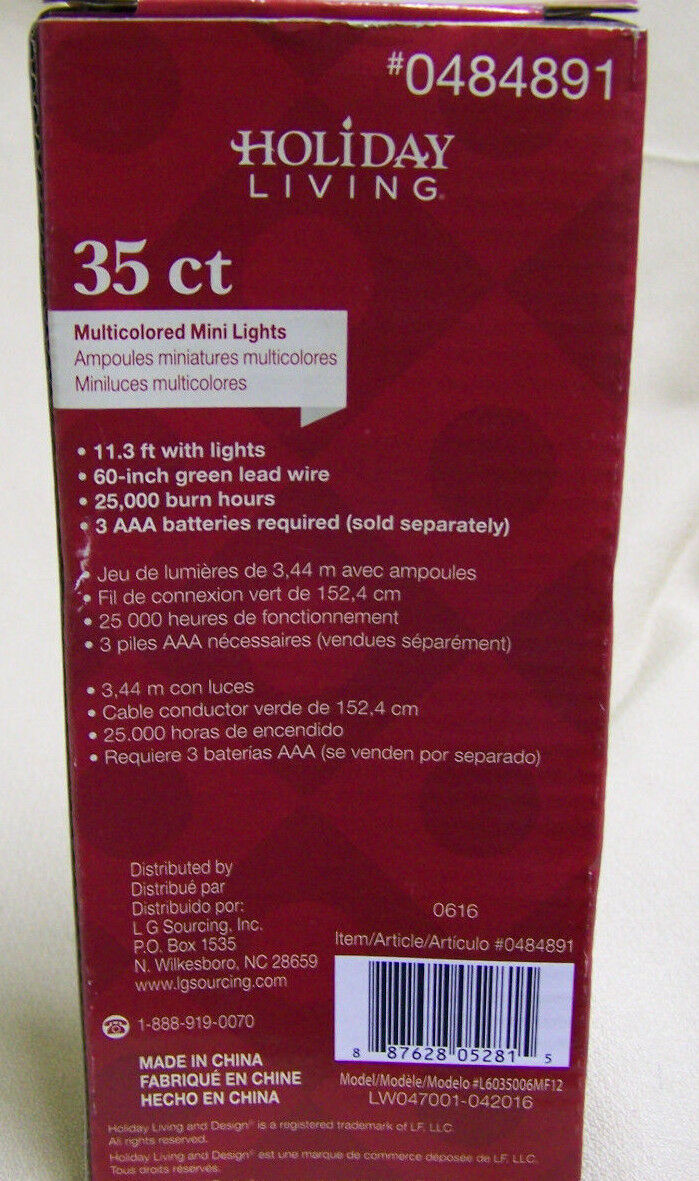 #0484891
HOLIDAY
LIVING
35 ct
Multicolored Mini Lights
Ampoules miniatures multicolores
Miniluces multicolores
• 11.3 ft with lights
• 60-inch green lead wire
• 25,000 burn hours
• 3 AAA batteries required (sold separately)
• Jeu de lumières de 3,44 m avec ampoules
• Fil de connexion vert de 152,4 cm
• 25 000 heures de fonctionnement
• 3 piles AAA nécessaires (vendues séparément)
• 3,44 m con luces
• Cable conductor verde de 152,4 cm
• 25.000 horas de encendido
• Requiere 3 baterías AAA (se venden por separado)
Distributed by
Distribué par
Distribuido por:
L G Sourcing, Inc.
P.O. Box 1535
N. Wilkesboro, NC 28659
www.lgsourcing.com
1-888-919-0070
MADE IN CHINA
FABRIQUÉ EN CHINE
HECHO EN CHINA
0616
Item/Article/Artículo #0484891
8 87628 05281 5
Model/Modèle/Modelo #L6035006MF12
LW047001-042016
Holiday Living and Design® is a registered trademark of LF, LLC.
All rights reserved.
Holiday Living and Design® est une marque de commerce déposée de LF, LLC.
Tous droits réservés.